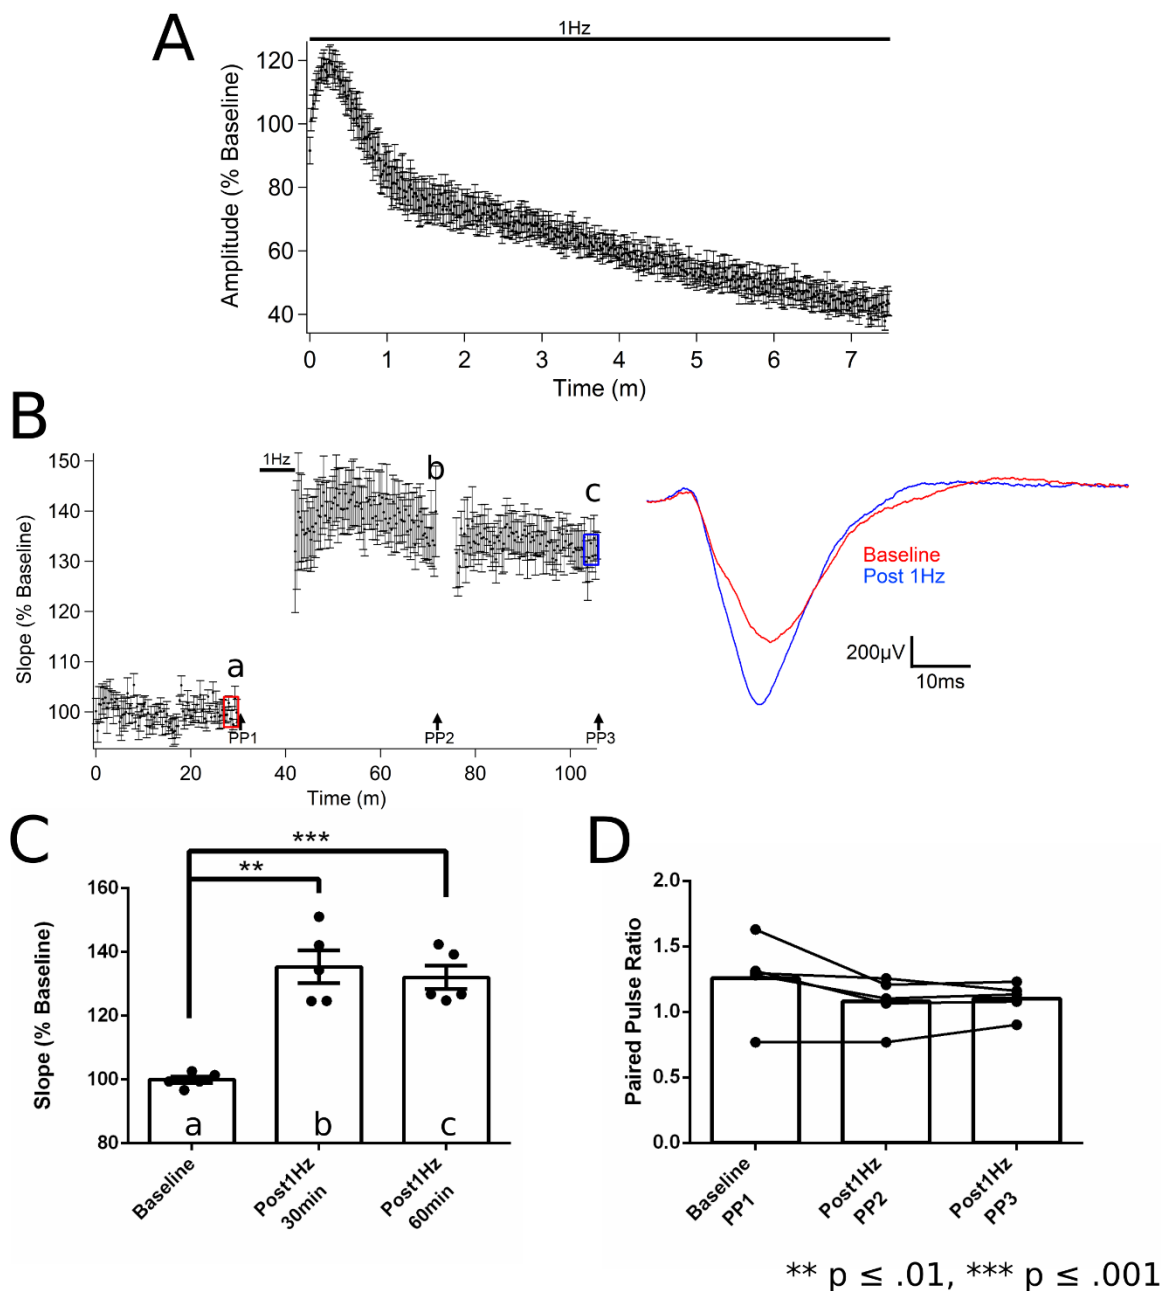 A
1Hz
Amplitude (% Baseline)
120
100
80
60
40
0 1 2 3 4 5 6 7
Time (m)
B
1Hz
b
c
a
Slope (% Baseline)
150
140
130
120
110
100
PP1 PP2 PP3
0 20 40 60 80 100
Time (m)
Baseline
Post 1Hz
200µV
10ms
C
***
**
Slope (% Baseline)
160
140
120
100
80
a b c
Baseline
Post1Hz
30min
Post1Hz
60min
D
Paired Pulse Ratio
2.0
1.5
1.0
0.5
0.0
Baseline
PP1
Post1Hz
PP2
Post1Hz
PP3
** p ≤ .01, *** p ≤ .001